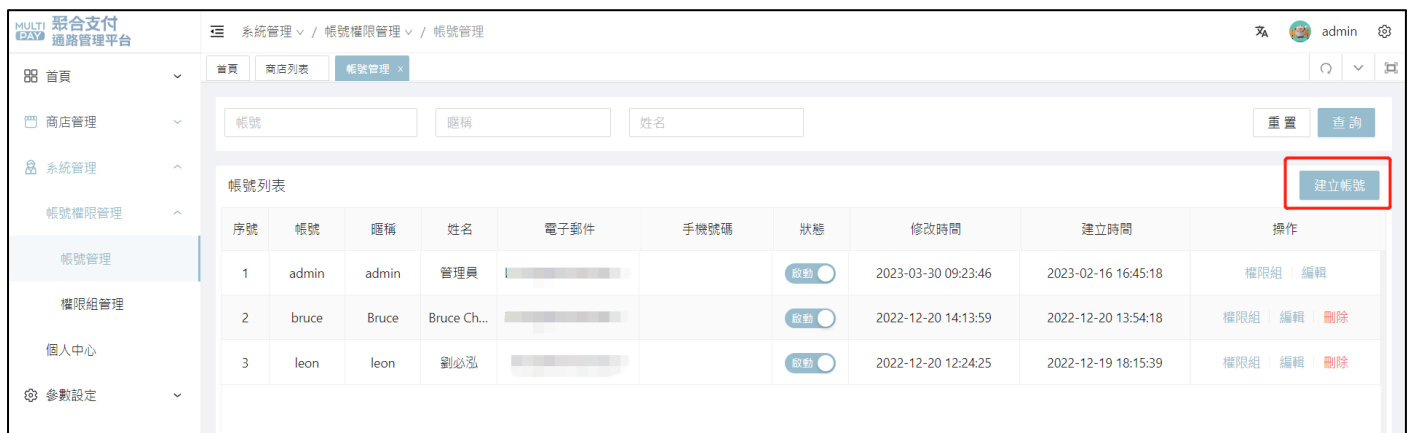 MULTI PAY 聚合支付
通路管理平台
系統管理 / 帳號權限管理 / 帳號管理
admin
首頁
商店管理
系統管理
帳號權限管理
帳號管理
權限組管理
個人中心
參數設定
首頁 商店列表 帳號管理 ×
帳號 暱稱 姓名 重置 查詢
帳號列表 建立帳號
序號 帳號 暱稱 姓名 電子郵件 手機號碼 狀態 修改時間 建立時間 操作
1 admin admin 管理員 啟動 2023-03-30 09:23:46 2023-02-16 16:45:18 權限組 編輯
2 bruce Bruce Bruce Ch... 啟動 2022-12-20 14:13:59 2022-12-20 13:54:18 權限組 編輯 刪除
3 leon leon 劉必泓 啟動 2022-12-20 12:24:25 2022-12-19 18:15:39 權限組 編輯 刪除